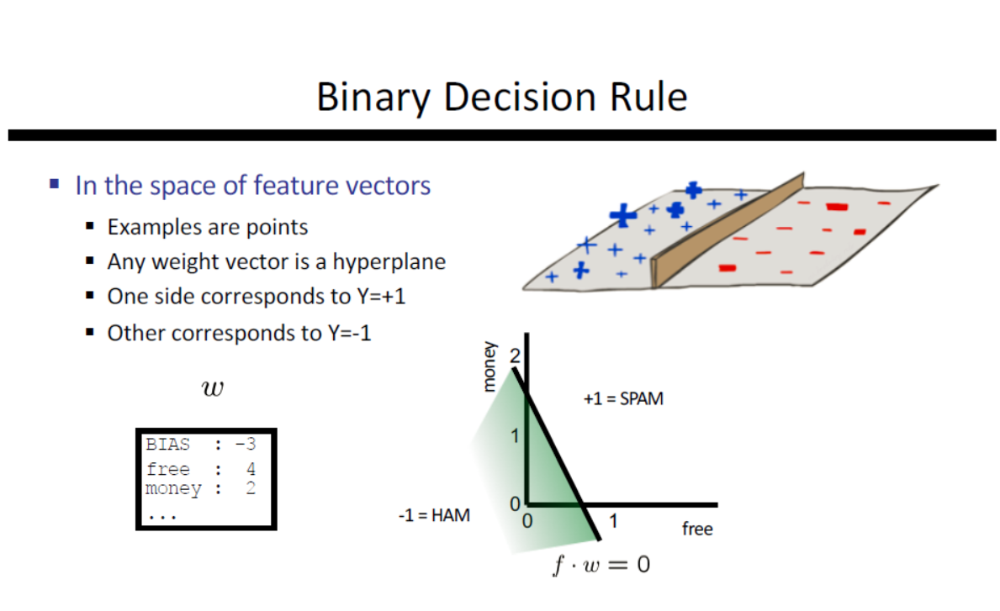 Binary Decision Rule
In the space of feature vectors
Examples are points
Any weight vector is a hyperplane
One side corresponds to Y=+1
Other corresponds to Y=-1
w
BIAS : -3
free : 4
money : 2
...
money
2
1
0
0
1
free
+1 = SPAM
-1 = HAM
f · w = 0